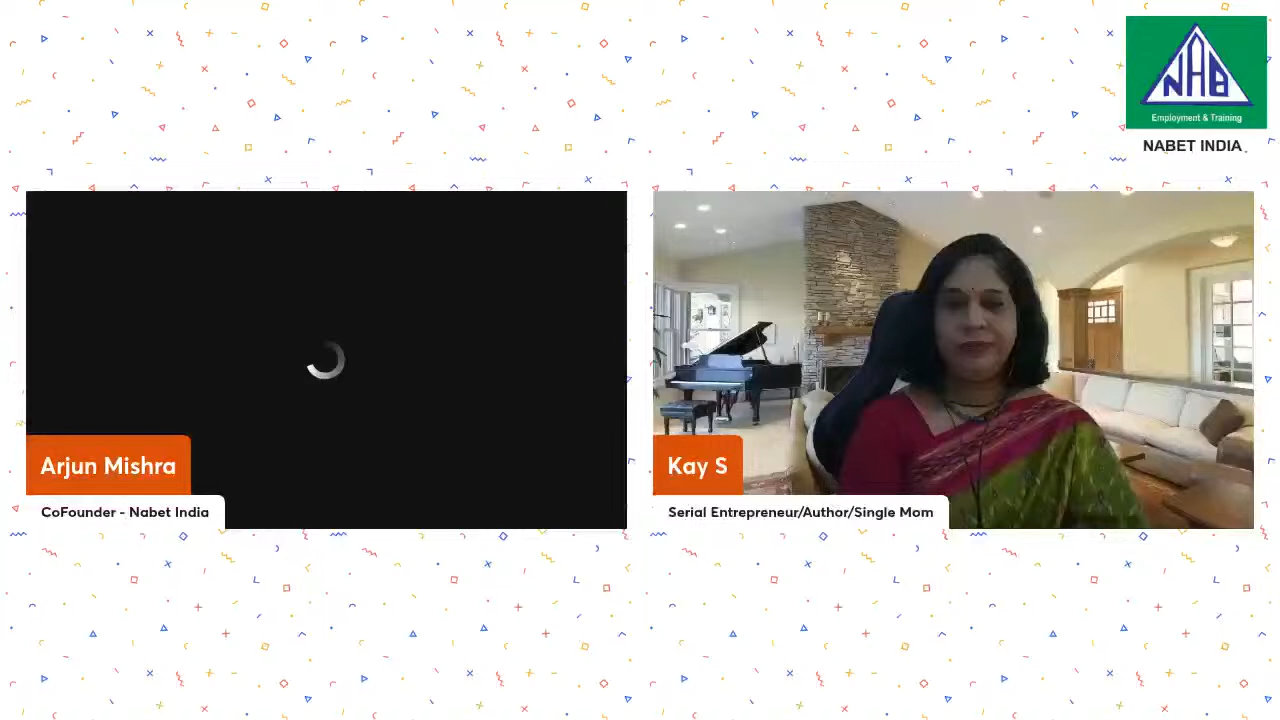 NAB
Employment & Training
NABET INDIA
Arjun Mishra
CoFounder - Nabet India
Kay S
Serial Entrepreneur/Author/Single Mom